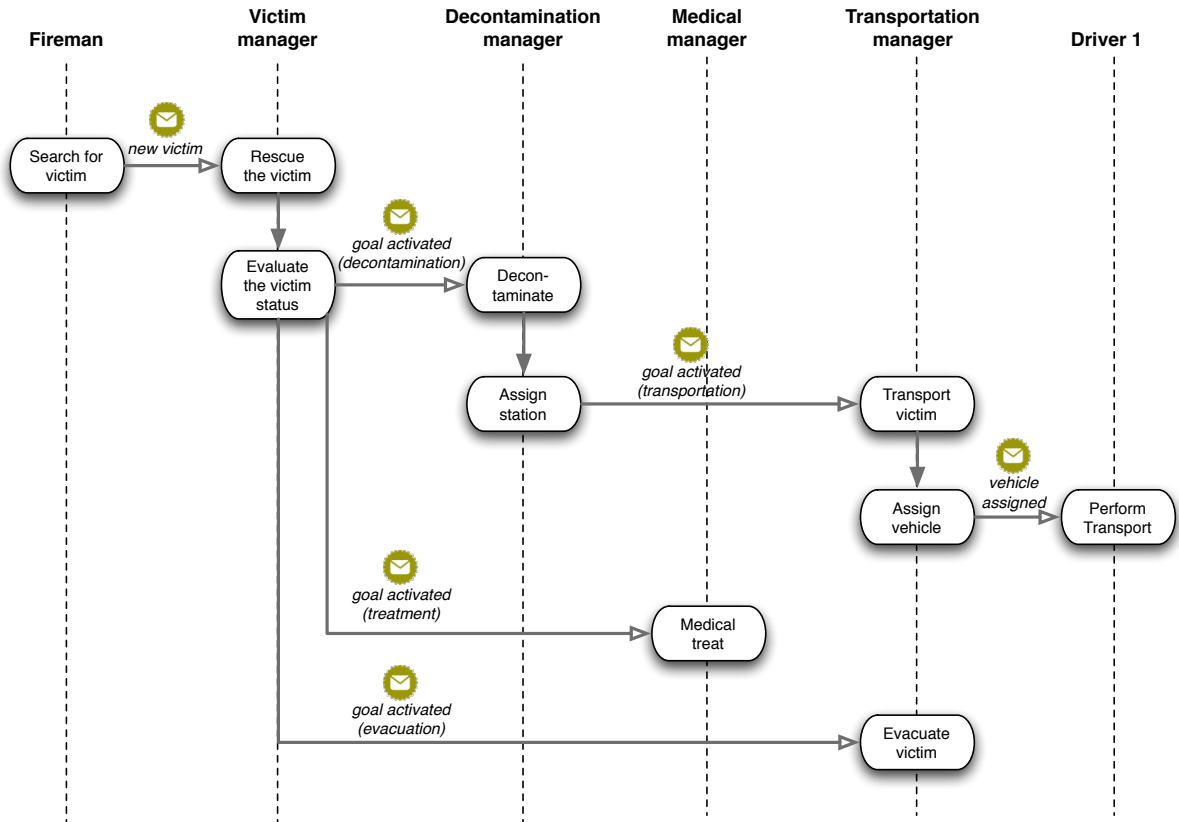 Fireman
Victim
manager
Decontamination
manager
Medical
manager
Transportation
manager
Driver 1
Search for
victim
new victim
Rescue
the victim
goal activated
(decontamination)
Evaluate
the victim
status
Decon-
taminate
goal activated
(transportation)
Assign
station
Transport
victim
vehicle
assigned
Assign
vehicle
Perform
Transport
goal activated
(treatment)
Medical
treat
goal activated
(evacuation)
Evacuate
victim